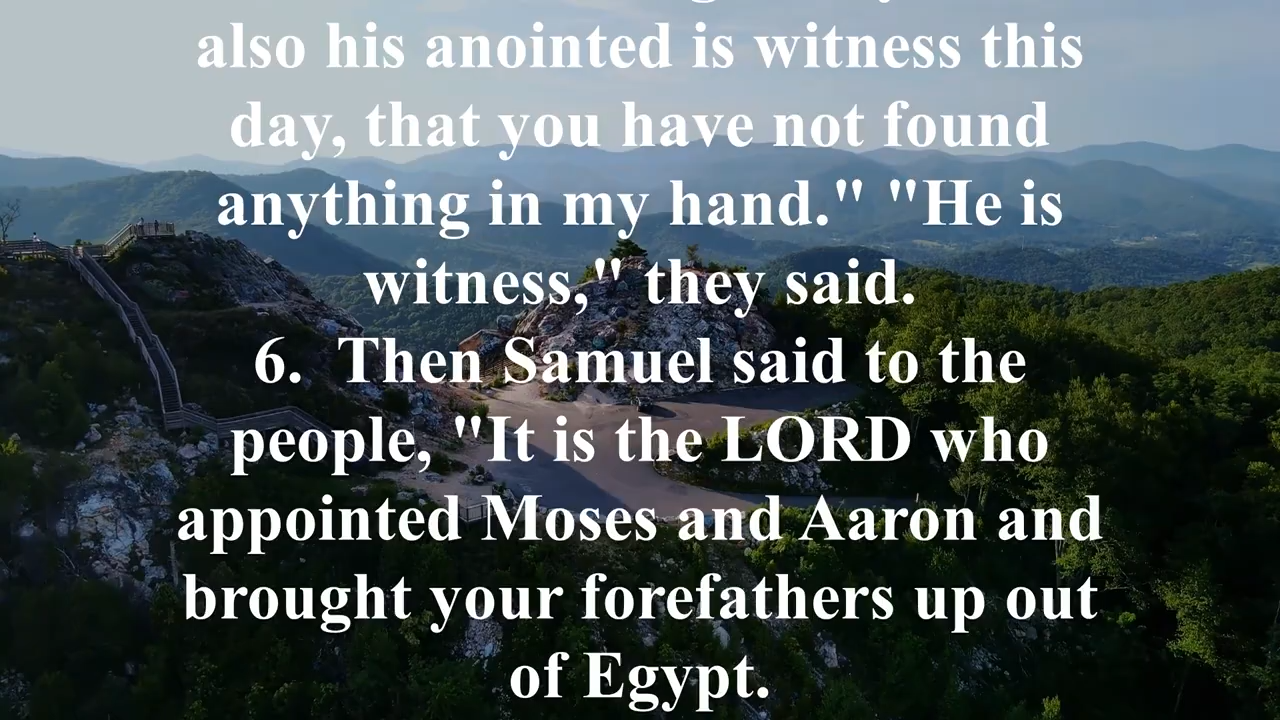 also his anointed is witness this
day, that you have not found
anything in my hand." "He is
witness," they said.
6. Then Samuel said to the
people, "It is the LORD who
appointed Moses and Aaron and
brought your forefathers up out
of Egypt.